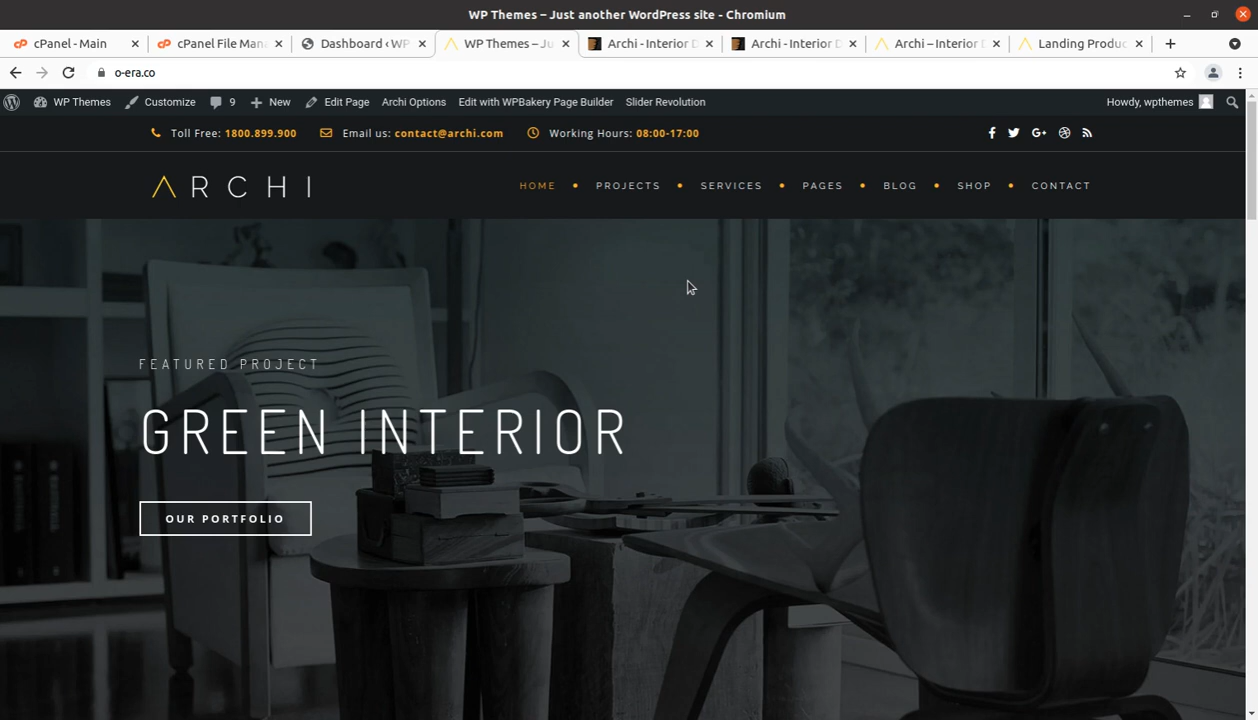 WP Themes – Just another WordPress site - Chromium
cPanel - Main
cPanel File Mana
Dashboard ‹ WP
WP Themes – Ju
Archi - Interior D
Archi - Interior D
Archi – Interior D
Landing Produc
o-era.co
WP Themes
Customize
9
New
Edit Page
Archi Options
Edit with WPBakery Page Builder
Slider Revolution
Howdy, wpthemes
Toll Free: 1800.899.900
Email us: contact@archi.com
Working Hours: 08:00-17:00
G+
ARCHI
HOME
PROJECTS
SERVICES
PAGES
BLOG
SHOP
CONTACT
FEATURED PROJECT
GREEN INTERIOR
OUR PORTFOLIO